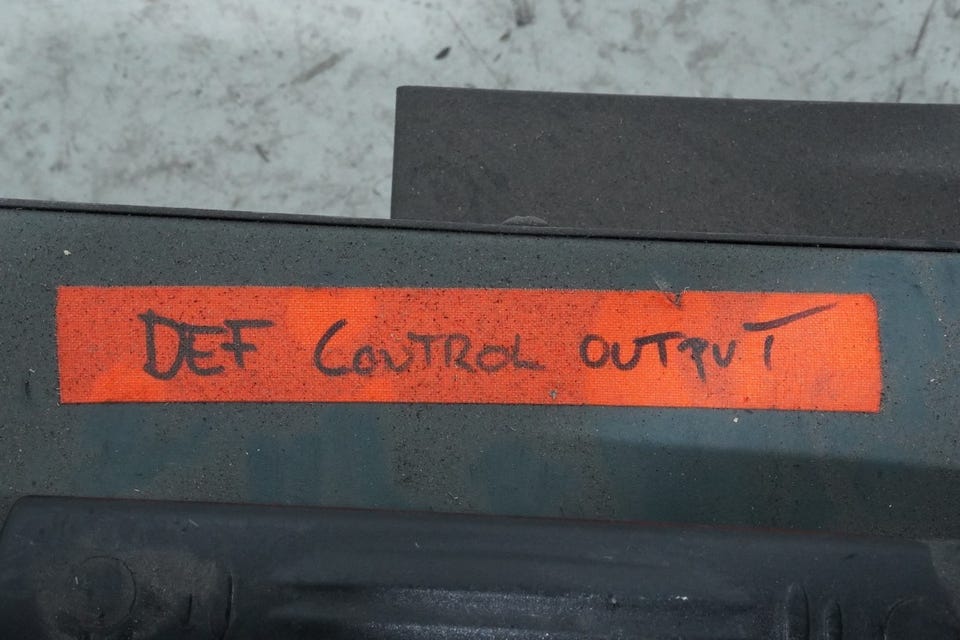 DEF CONTROL OUTPUT